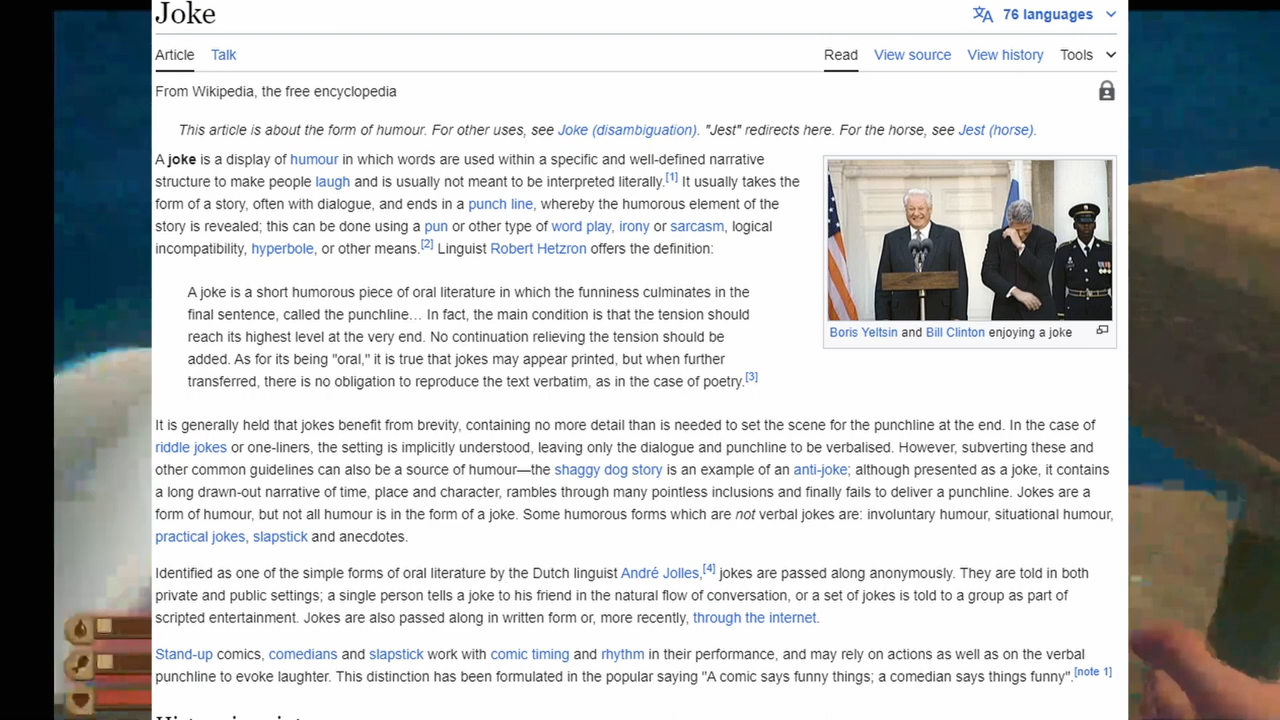 Joke
76 languages
Article Talk Read View source View history Tools
From Wikipedia, the free encyclopedia
This article is about the form of humour. For other uses, see Joke (disambiguation). "Jest" redirects here. For the horse, see Jest (horse).
A joke is a display of humour in which words are used within a specific and well-defined narrative
structure to make people laugh and is usually not meant to be interpreted literally.[1] It usually takes the
form of a story, often with dialogue, and ends in a punch line, whereby the humorous element of the
story is revealed; this can be done using a pun or other type of word play, irony or sarcasm, logical
incompatibility, hyperbole, or other means.[2] Linguist Robert Hetzron offers the definition:
A joke is a short humorous piece of oral literature in which the funniness culminates in the
final sentence, called the punchline… In fact, the main condition is that the tension should
reach its highest level at the very end. No continuation relieving the tension should be
added. As for its being "oral," it is true that jokes may appear printed, but when further
transferred, there is no obligation to reproduce the text verbatim, as in the case of poetry.[3]
Boris Yeltsin and Bill Clinton enjoying a joke
It is generally held that jokes benefit from brevity, containing no more detail than is needed to set the scene for the punchline at the end. In the case of
riddle jokes or one-liners, the setting is implicitly understood, leaving only the dialogue and punchline to be verbalised. However, subverting these and
other common guidelines can also be a source of humour—the shaggy dog story is an example of an anti-joke; although presented as a joke, it contains
a long drawn-out narrative of time, place and character, rambles through many pointless inclusions and finally fails to deliver a punchline. Jokes are a
form of humour, but not all humour is in the form of a joke. Some humorous forms which are not verbal jokes are: involuntary humour, situational humour,
practical jokes, slapstick and anecdotes.
Identified as one of the simple forms of oral literature by the Dutch linguist André Jolles,[4] jokes are passed along anonymously. They are told in both
private and public settings; a single person tells a joke to his friend in the natural flow of conversation, or a set of jokes is told to a group as part of
scripted entertainment. Jokes are also passed along in written form or, more recently, through the internet.
Stand-up comics, comedians and slapstick work with comic timing and rhythm in their performance, and may rely on actions as well as on the verbal
punchline to evoke laughter. This distinction has been formulated in the popular saying "A comic says funny things; a comedian says things funny".[note 1]